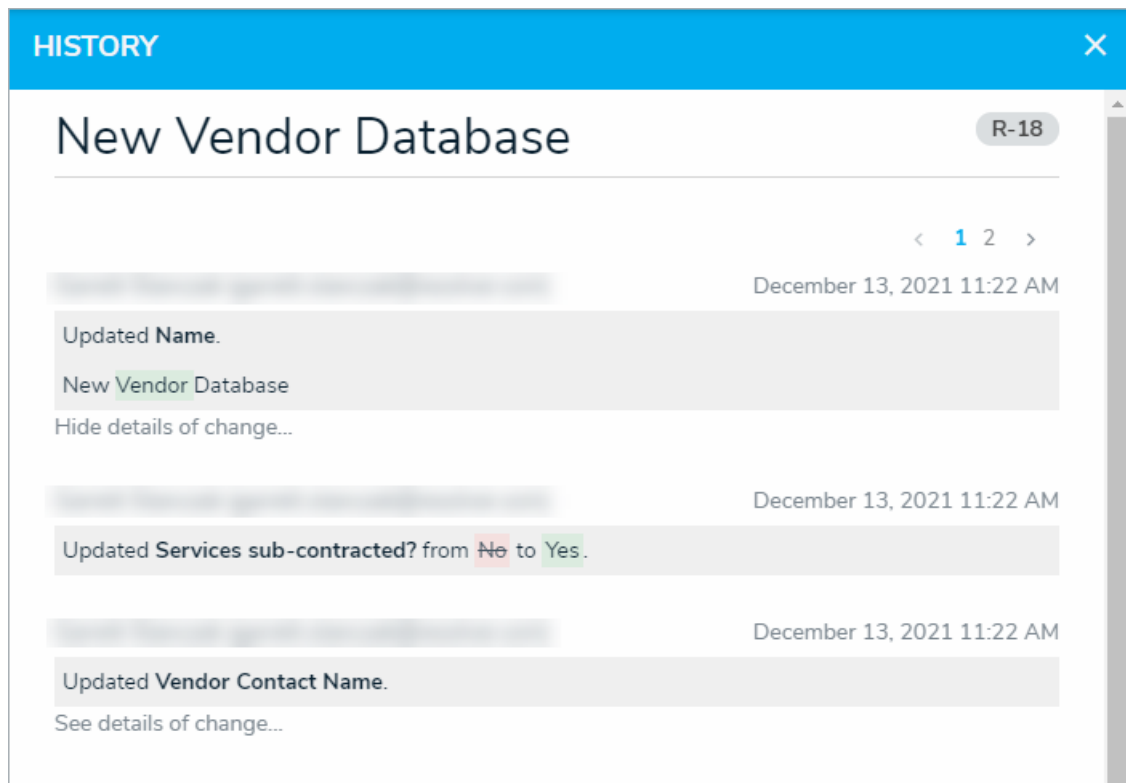 HISTORY
New Vendor Database
R-18
1 2
December 13, 2021 11:22 AM
Updated Name.
New Vendor Database
Hide details of change...
December 13, 2021 11:22 AM
Updated Services sub-contracted? from No to Yes.
December 13, 2021 11:22 AM
Updated Vendor Contact Name.
See details of change...